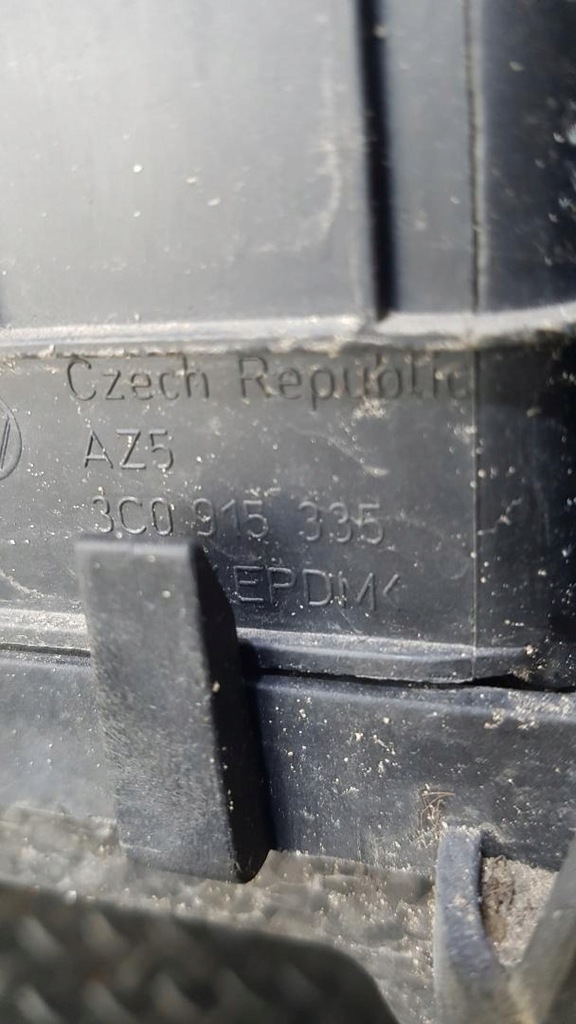 Czech Republic
AZ5
3C0 915 335
EPDM<